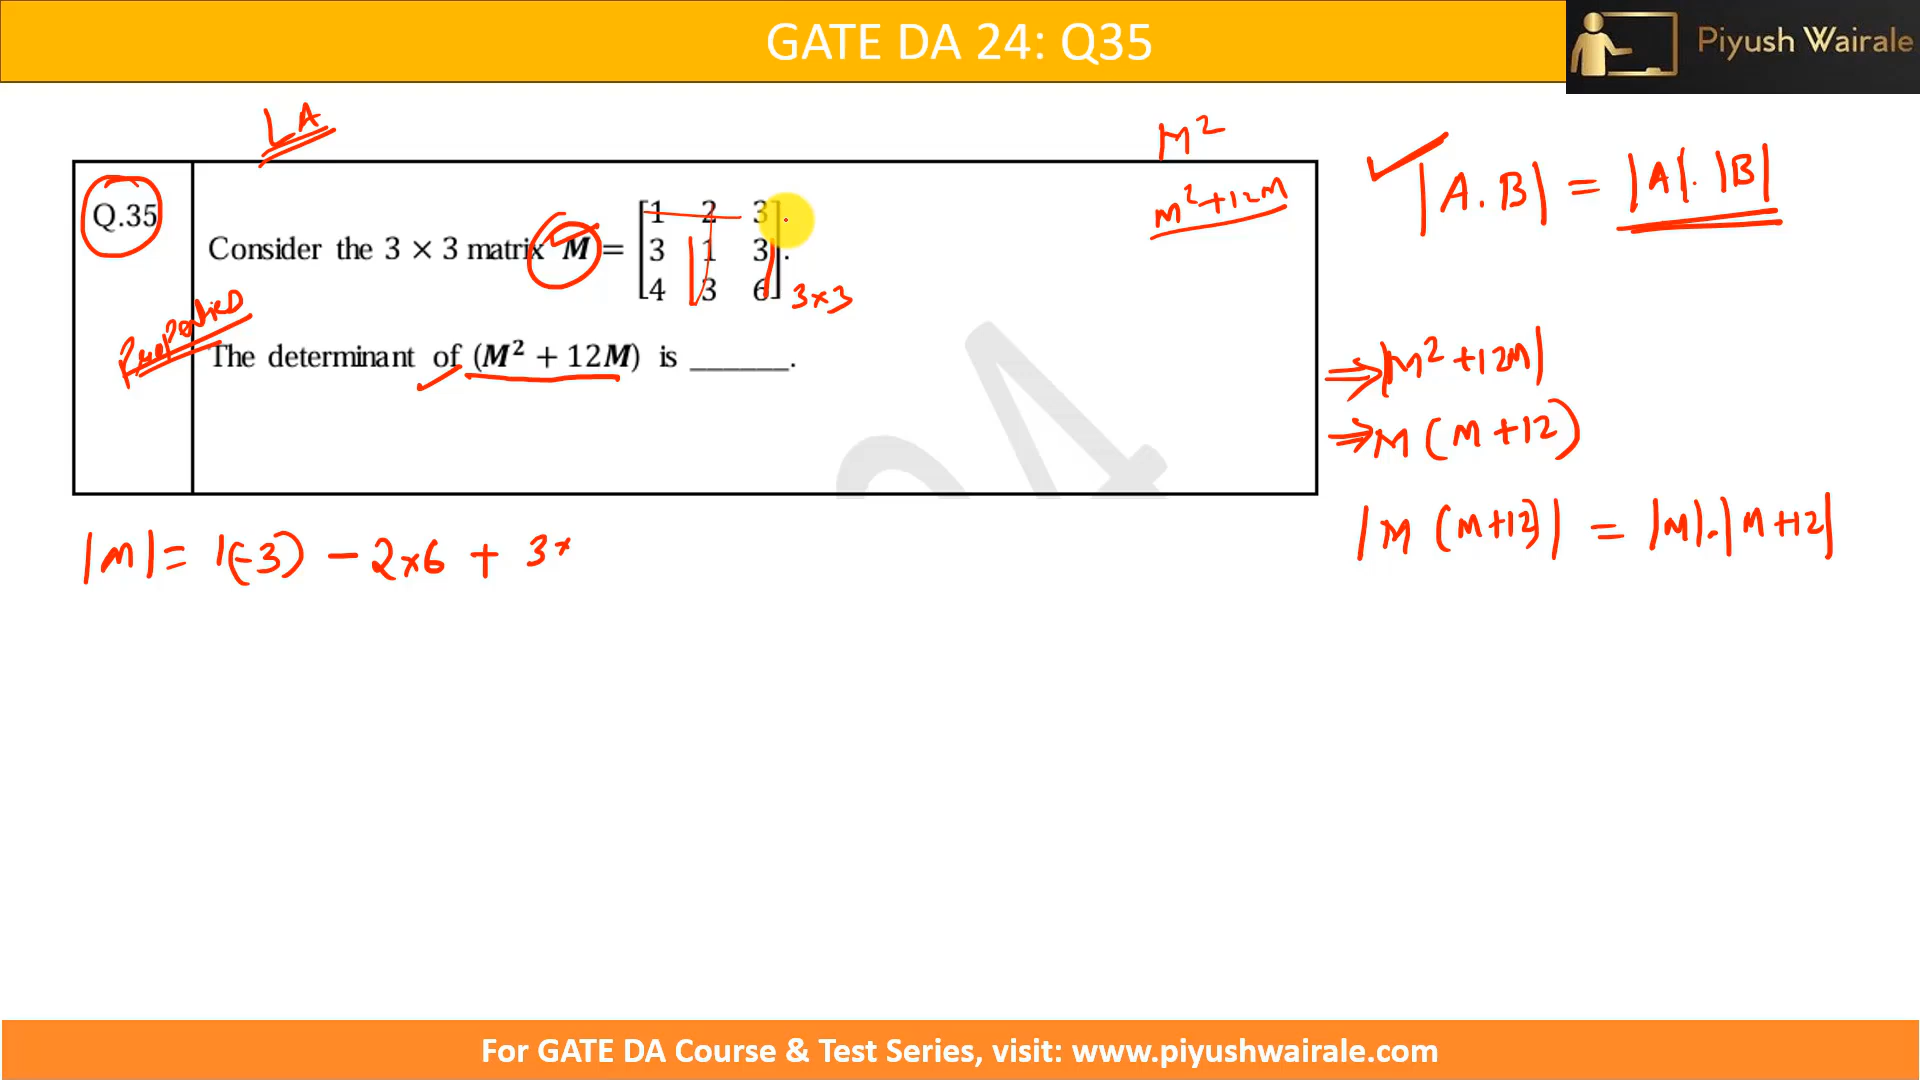 GATE DA 24: Q35
Piyush Wairale
LA
M²
Q.35
m²+12M
|A.B| = |A|.|B|
Consider the 3 × 3 matrix M = [1 2 3
3 1 3
4 3 6].
3×3
Properties
The determinant of (M² + 12M) is ______.
⇒|M²+12M|
⇒M(M+12)
|M(M+12)| = |M|.|M+12|
|M| = 1(-3) - 2×6 + 3×
24
For GATE DA Course & Test Series, visit: www.piyushwairale.com